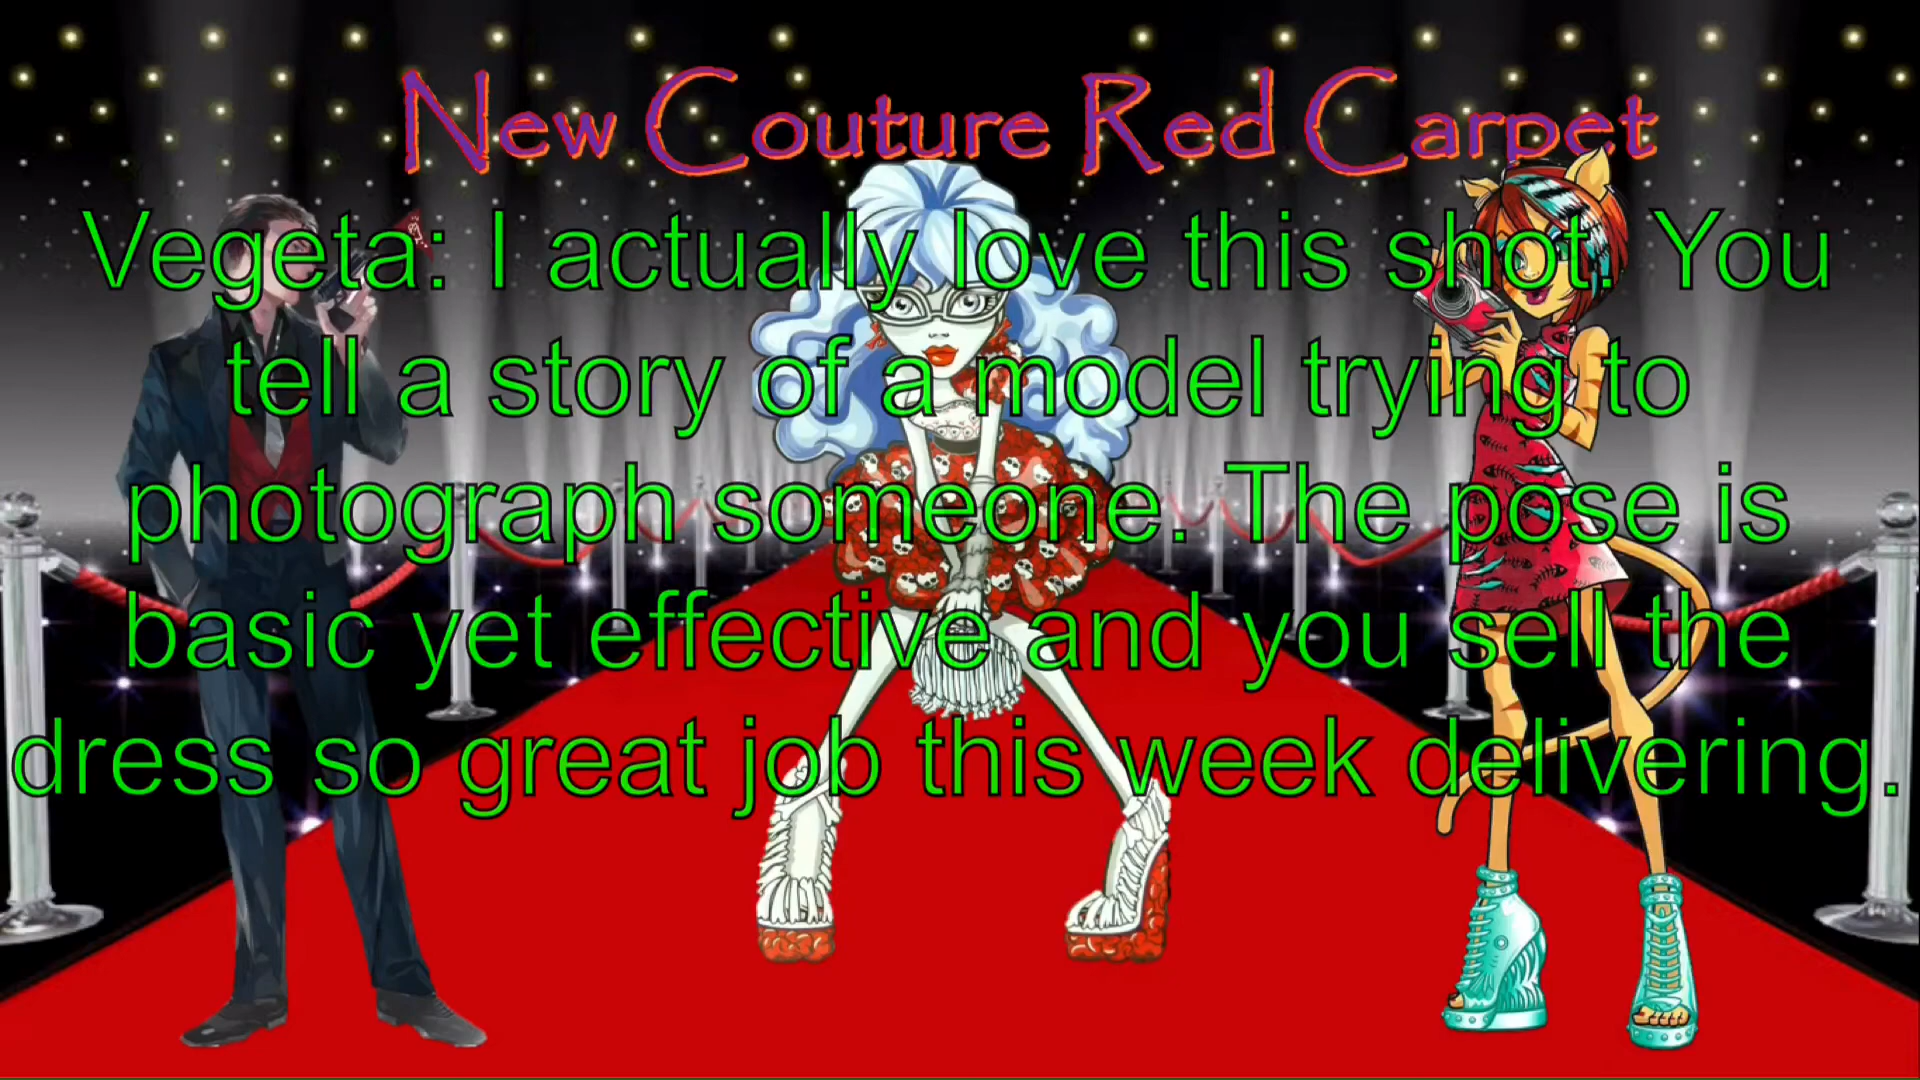 New Couture Red Carpet
Vegeta: I actually love this shot. You
tell a story of a model trying to
photograph someone. The pose is
basic yet effective and you sell the
dress so great job this week delivering.